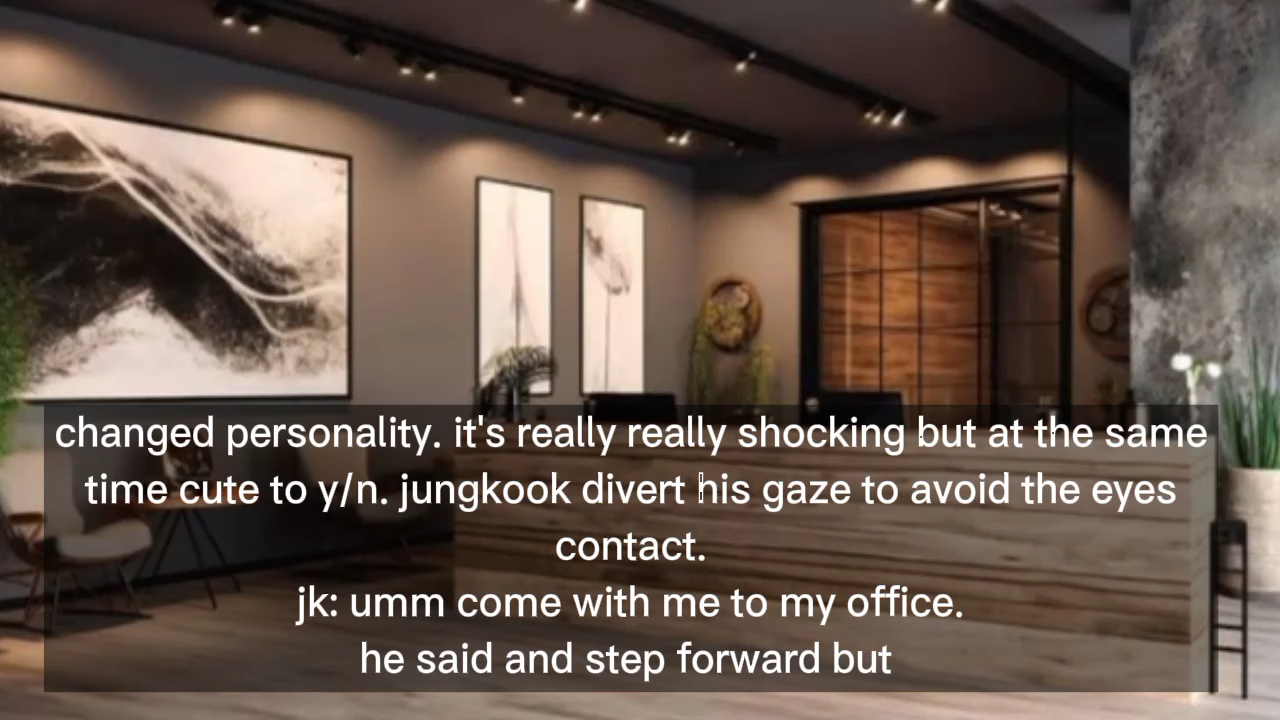 changed personality. it's really really shocking but at the same
time cute to y/n. jungkook divert his gaze to avoid the eyes
contact.
jk: umm come with me to my office.
he said and step forward but